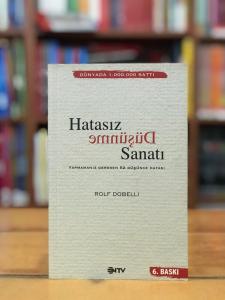 DÜNYADA 1.000.000 SATTI
Hatasız
Düşünme
Sanatı
YAPMAMANIZ GEREKEN 52 DÜŞÜNCE HATASI
ROLF DOBELLI
NTV
6. BASKI